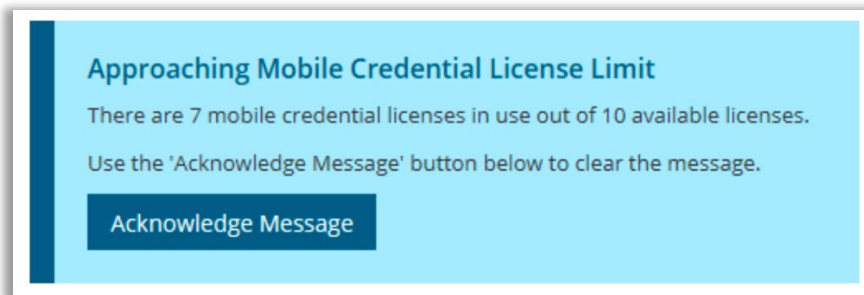 Approaching Mobile Credential License Limit
There are 7 mobile credential licenses in use out of 10 available licenses.
Use the 'Acknowledge Message' button below to clear the message.
Acknowledge Message